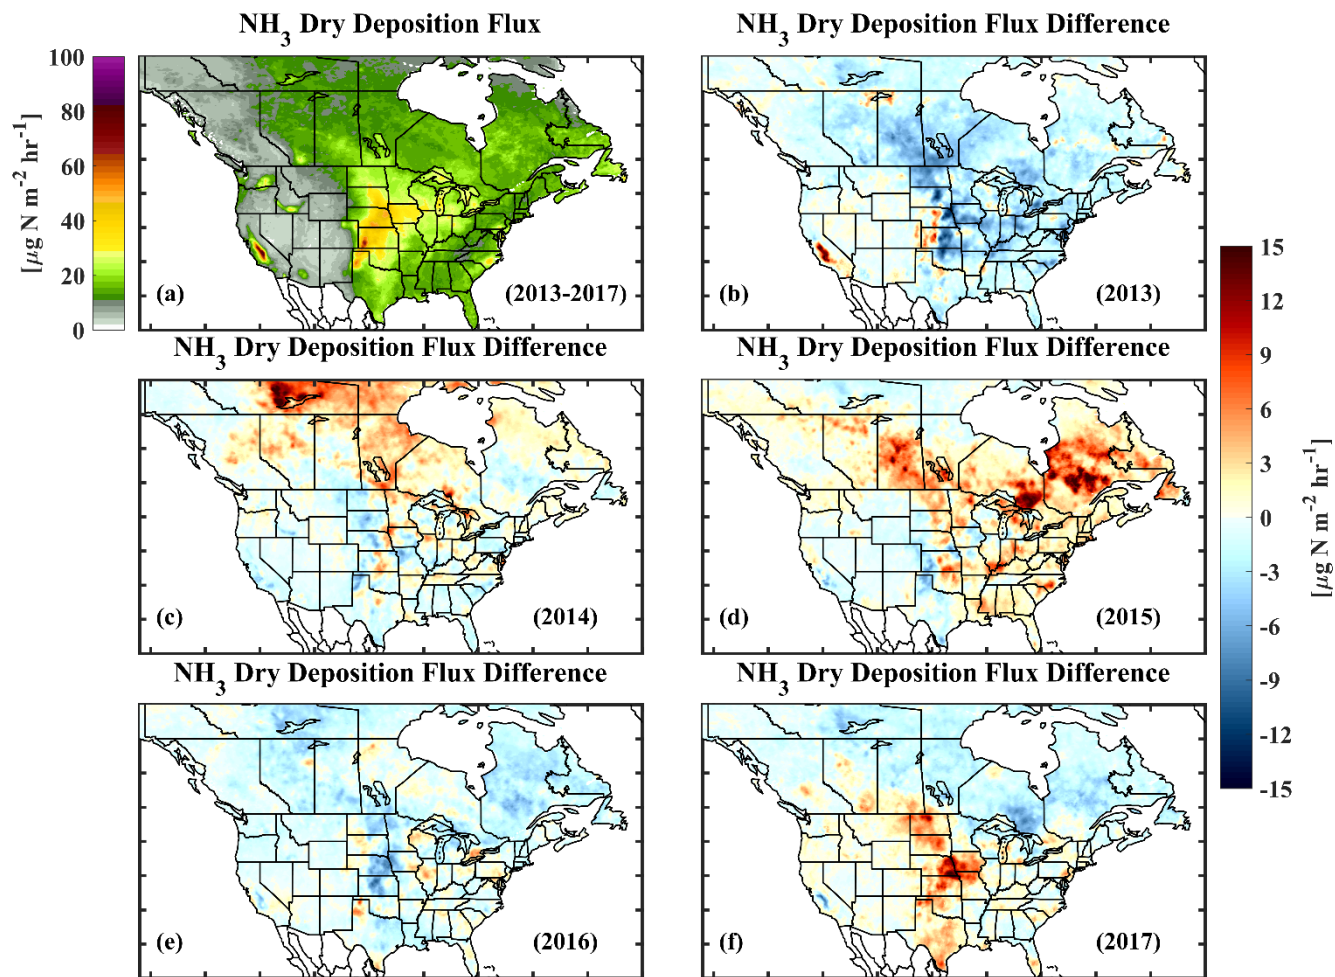 NH3 Dry Deposition Flux
NH3 Dry Deposition Flux Difference
[μg N m-2 hr-1]
100
80
60
40
20
0
(a)
(2013-2017)
(b)
(2013)
NH3 Dry Deposition Flux Difference
NH3 Dry Deposition Flux Difference
(c)
(2014)
(d)
(2015)
15
12
9
6
3
0
-3
-6
-9
-12
-15
[μg N m-2 hr-1]
NH3 Dry Deposition Flux Difference
NH3 Dry Deposition Flux Difference
(e)
(2016)
(f)
(2017)